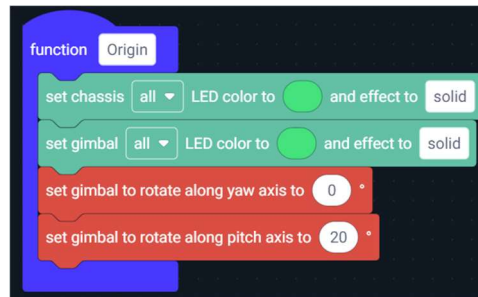 function Origin
set chassis all LED color to and effect to solid
set gimbal all LED color to and effect to solid
set gimbal to rotate along yaw axis to 0 °
set gimbal to rotate along pitch axis to 20 °